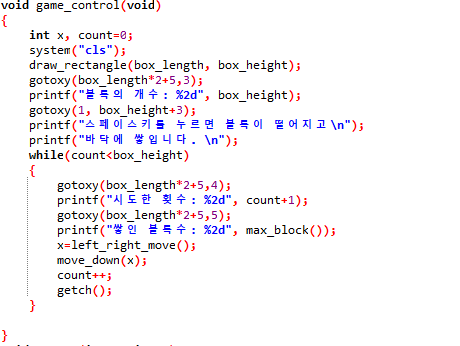 void game_control(void)
{
int x, count=0;
system("cls");
draw_rectangle(box_length, box_height);
gotoxy(box_length*2+5,3);
printf("블록의 개수: %2d", box_height);
gotoxy(1, box_height+3);
printf("스페이스키를 누르면 블록이 떨어지고\n");
printf("바닥에 쌓입니다. \n");
while(count<box_height)
{
gotoxy(box_length*2+5,4);
printf("시도한 횟수: %2d", count+1);
gotoxy(box_length*2+5,5);
printf("쌓인 블록수: %2d", max_block());
x=left_right_move();
move_down(x);
count++;
getch();
}
}